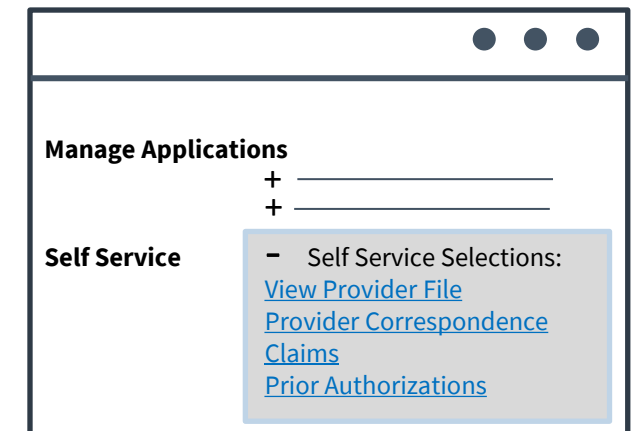 Manage Applications
+
+
Self Service
- Self Service Selections:
View Provider File
Provider Correspondence
Claims
Prior Authorizations